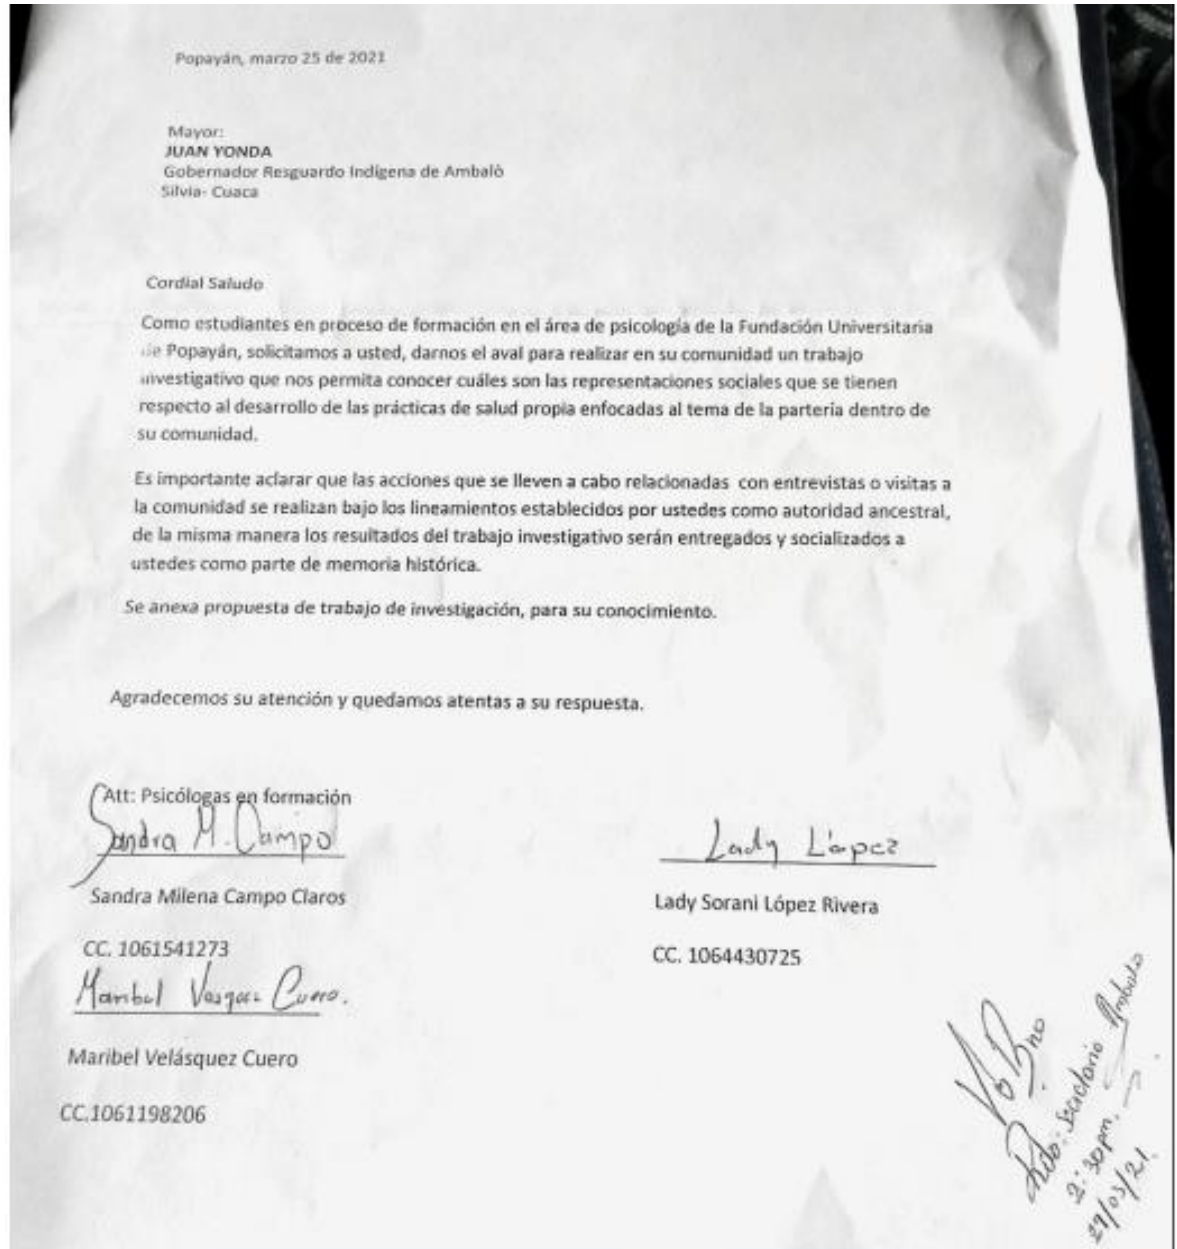 Popayán, marzo 25 de 2021
Mayor:
JUAN YONDA
Gobernador Resguardo Indígena de Ambalò
Silvia- Cuaca
Cordial Saludo
Como estudiantes en proceso de formación en el área de psicología de la Fundación Universitaria
de Popayán, solicitamos a usted, darnos el aval para realizar en su comunidad un trabajo
investigativo que nos permita conocer cuáles son las representaciones sociales que se tienen
respecto al desarrollo de las prácticas de salud propia enfocadas al tema de la partería dentro de
su comunidad.
Es importante aclarar que las acciones que se lleven a cabo relacionadas con entrevistas o visitas a
la comunidad se realizan bajo los lineamientos establecidos por ustedes como autoridad ancestral,
de la misma manera los resultados del trabajo investigativo serán entregados y socializados a
ustedes como parte de memoria histórica.
Se anexa propuesta de trabajo de investigación, para su conocimiento.
Agradecemos su atención y quedamos atentas a su respuesta.
Att: Psicólogas en formación
Sandra M. Campo
Lady López
Sandra Milena Campo Claros
Lady Sorani López Rivera
CC. 1061541273
CC. 1064430725
Maribel Cuero.
Maribel Velásquez Cuero
CC.1061198206
Vo Bno
Rdo: Secretario Ambalo
2:30pm.
/03/21.